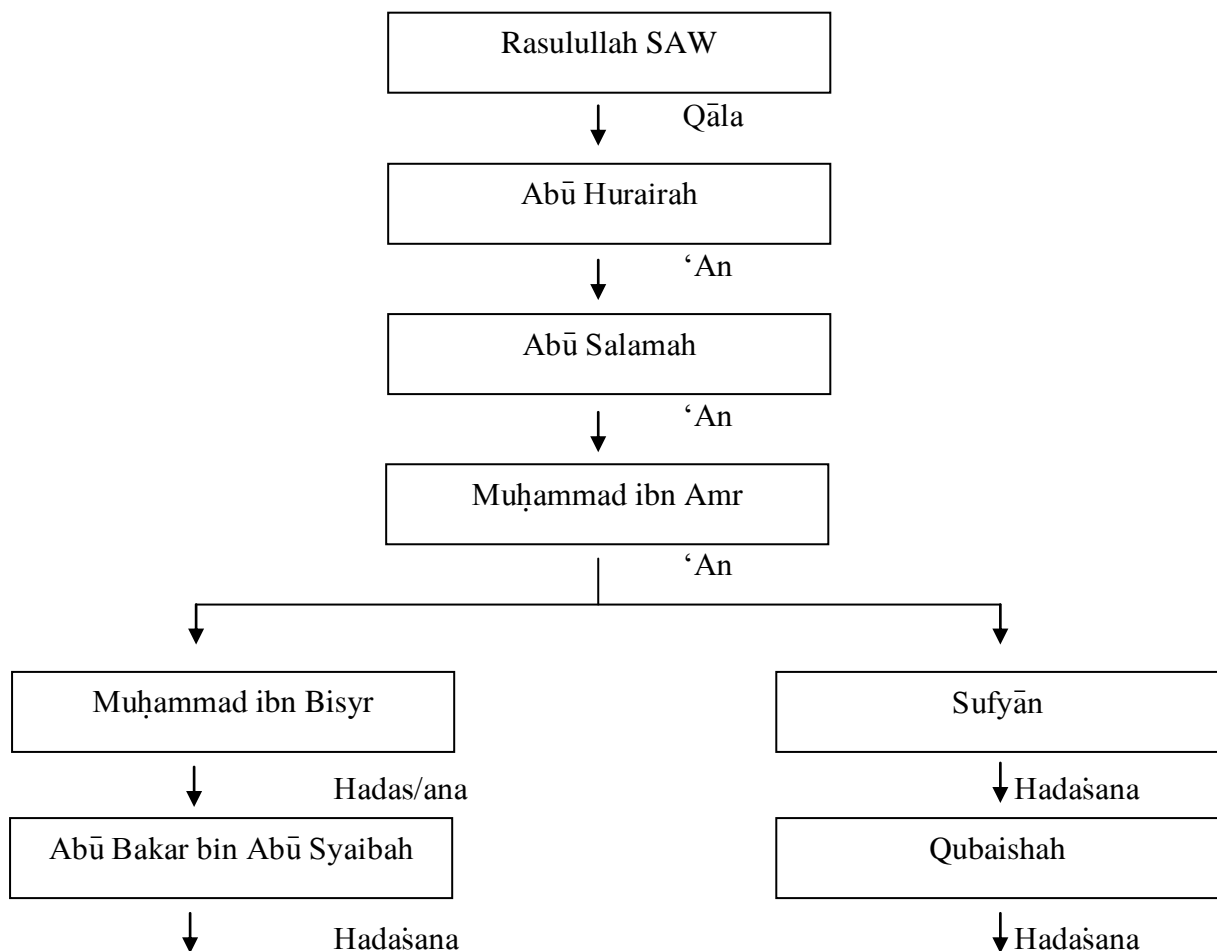 Rasulullah SAW
Qāla
Abū Hurairah
‘An
Abū Salamah
‘An
Muḥammad ibn Amr
‘An
Muḥammad ibn Bisyr
Sufyān
Hadas/ana
Hadaṡana
Abū Bakar bin Abū Syaibah
Qubaishah
Hadaṡana
Hadaṡana